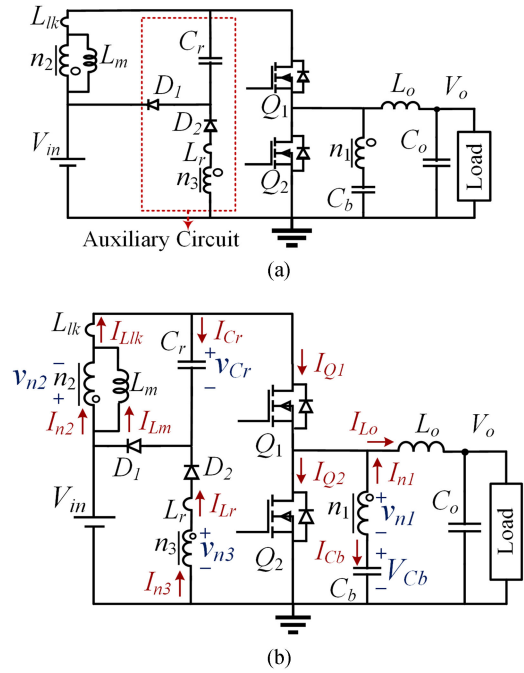 L_lk
n_2
L_m
C_r
D_1
D_2
L_r
n_3
V_in
Q_1
Q_2
n_1
C_b
L_o
V_o
C_o
Load
Auxiliary Circuit
(a)
L_lk
I_Llk
C_r
I_Cr
v_Cr
+
−
v_n2
−
+
n_2
L_m
I_n2
I_Lm
D_1
D_2
V_in
L_r
I_Lr
n_3
v_n3
+
−
I_n3
I_Q1
Q_1
I_Q2
Q_2
I_Lo
L_o
V_o
I_n1
n_1
v_n1
+
−
I_Cb
C_b
V_Cb
+
−
C_o
Load
(b)